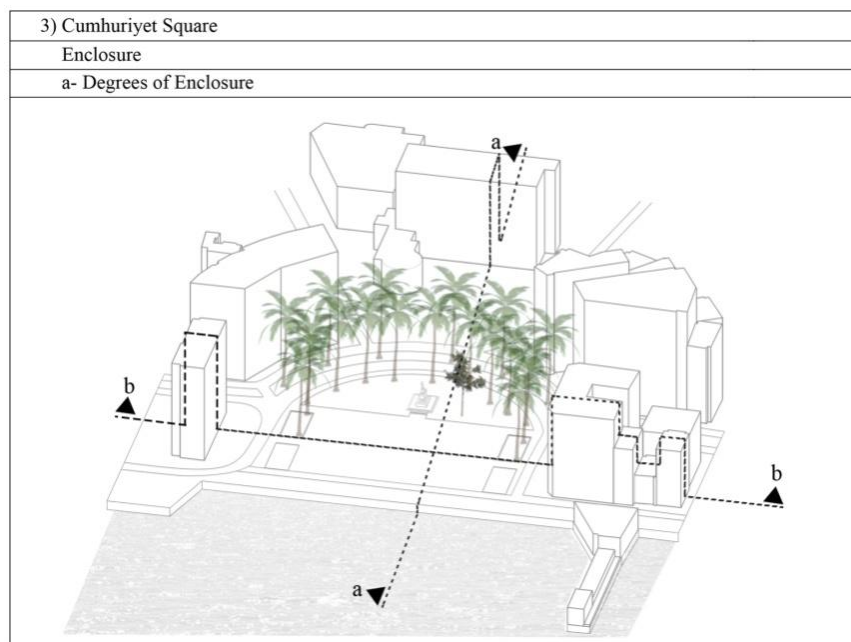 3) Cumhuriyet Square
Enclosure
a- Degrees of Enclosure
a
b
b
a